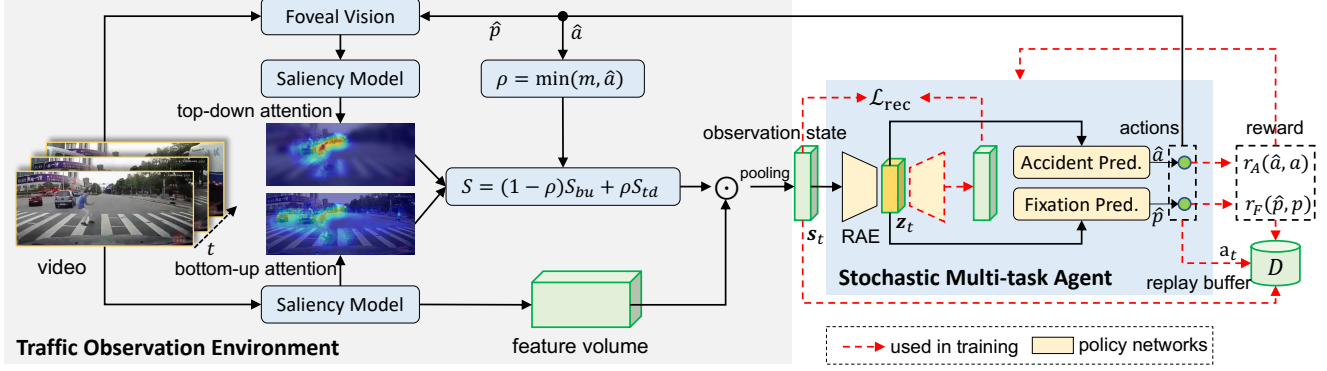 Foveal Vision
p̂
â
Saliency Model
ρ = min(m, â)
top-down attention
S = (1 − ρ)S_bu + ρS_td
pooling
t
video
bottom-up attention
Saliency Model
feature volume
Traffic Observation Environment
observation state
s_t
ℒ_rec
RAE
z_t
Accident Pred.
Fixation Pred.
actions
â
p̂
reward
r_A(â, a)
r_F(p̂, p)
a_t
D
replay buffer
Stochastic Multi-task Agent
used in training
policy networks